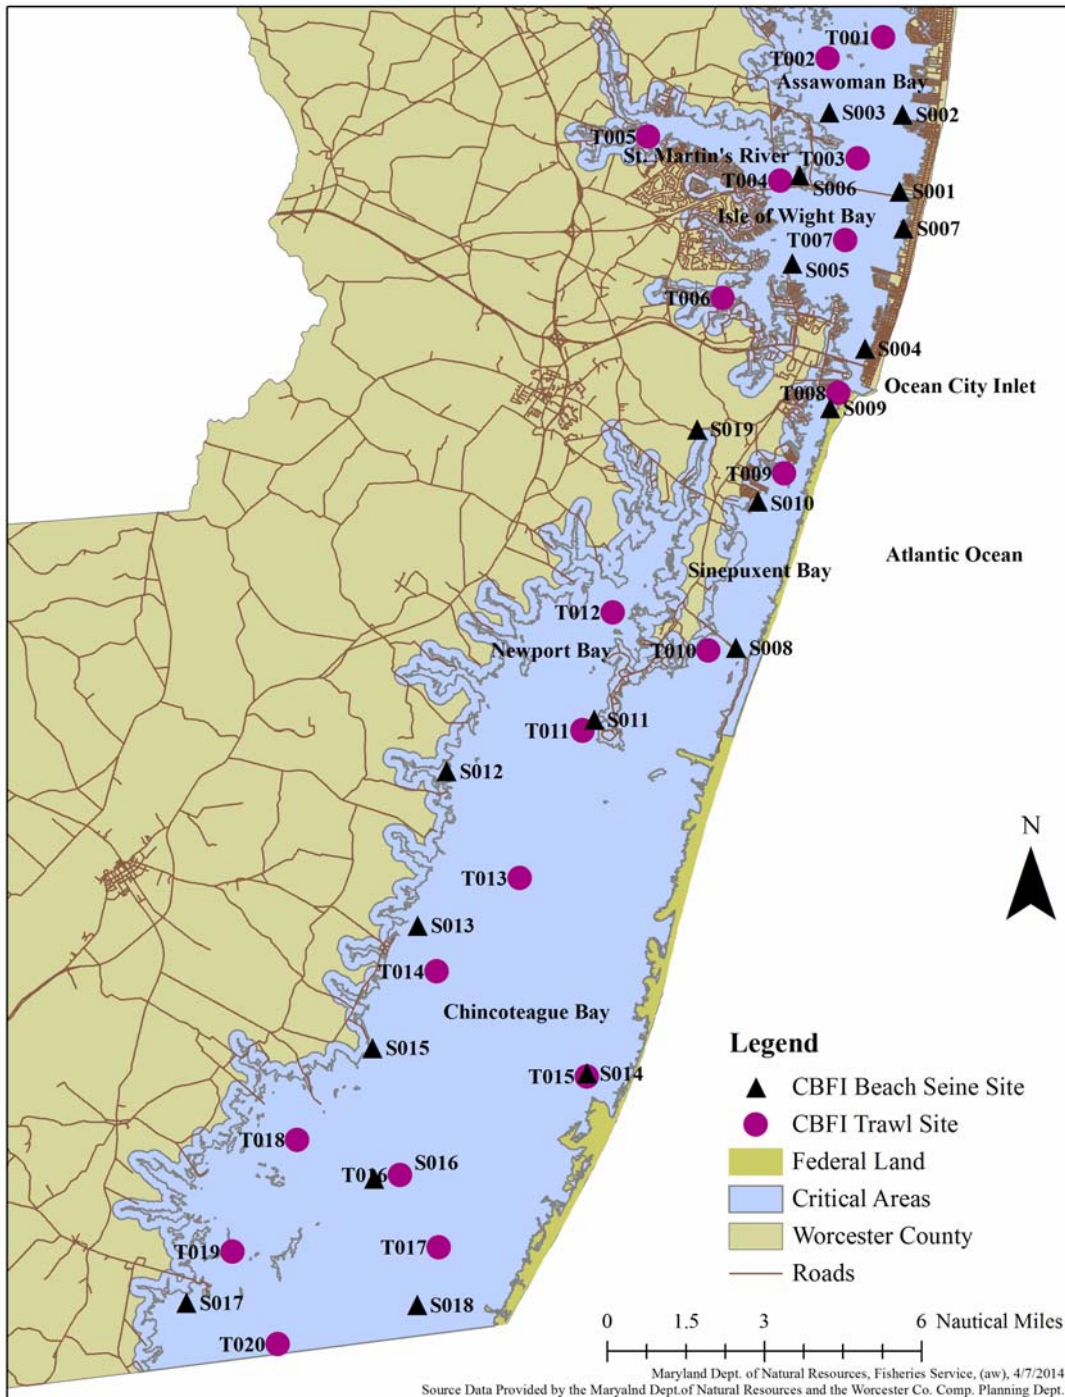 T001
T002
Assawoman Bay
S003
S002
T005
St. Martin's River
T003
T004
S006
S001
Isle of Wight Bay
S007
T007
S005
T006
S004
Ocean City Inlet
T008
S009
S019
T009
S010
Atlantic Ocean
Sinepuxent Bay
T012
Newport Bay
T010
S008
S011
T011
S012
N
T013
S013
T014
Chincoteague Bay
S015
T015
S014
T018
S016
T016
T017
T019
S017
S018
T020
Legend
CBFI Beach Seine Site
CBFI Trawl Site
Federal Land
Critical Areas
Worcester County
Roads
0 1.5 3 6 Nautical Miles
Maryland Dept. of Natural Resources, Fisheries Service, (aw), 4/7/2014
Source Data Provided by the Maryalnd Dept.of Natural Resources and the Worcester Co. Comp. Planning Dept.